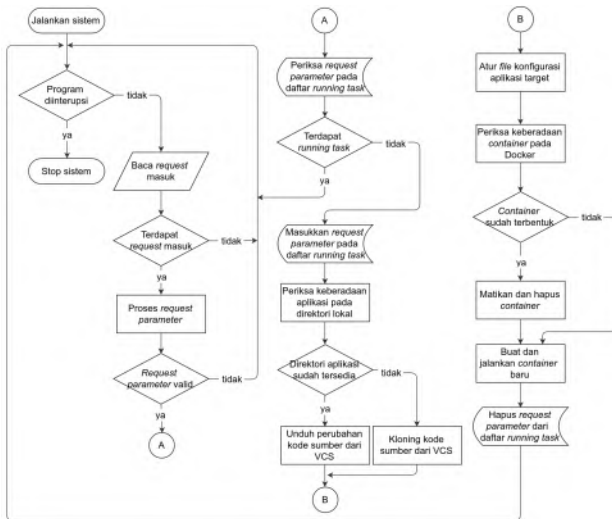 Jalankan sistem
Program
diinterupsi
tidak
ya
Stop sistem
Baca request
masuk
Terdapat
request masuk
tidak
ya
Proses request
parameter
Request
parameter valid
tidak
ya
A
A
Periksa request
parameter pada
daftar running task
Terdapat
running task
tidak
ya
Masukkan request
parameter pada
daftar running task
Periksa keberadaan
aplikasi pada
direktori lokal
Direktori aplikasi
sudah tersedia
tidak
ya
Unduh perubahan
kode sumber dari
VCS
Kloning kode
sumber dari VCS
B
B
Atur file konfigurasi
aplikasi target
Periksa keberadaan
container pada
Docker
Container
sudah terbentuk
tidak
ya
Matikan dan hapus
container
Buat dan
jalankan container
baru
Hapus request
parameter dari
daftar running task